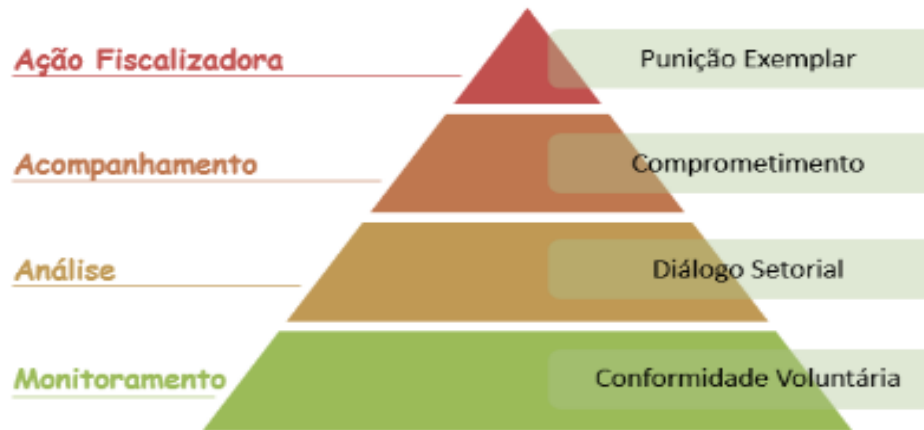 Ação Fiscalizadora
Punição Exemplar
Acompanhamento
Comprometimento
Análise
Diálogo Setorial
Monitoramento
Conformidade Voluntária